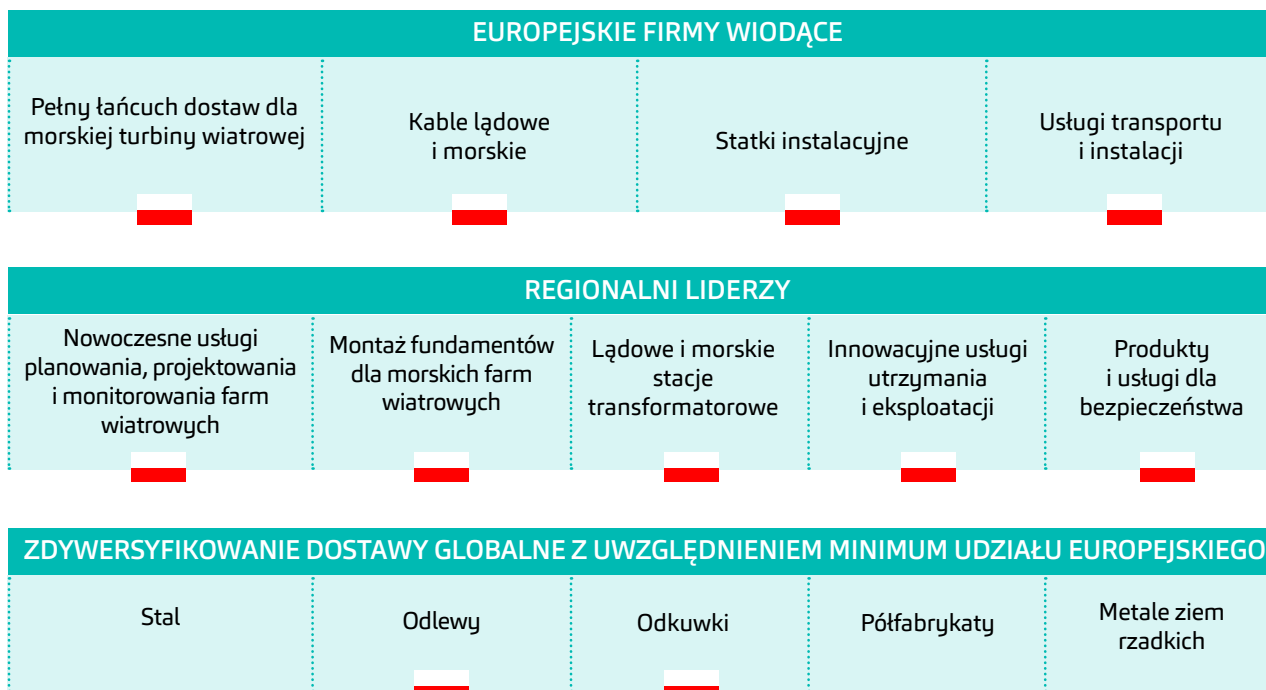 EUROPEJSKIE FIRMY WIODĄCE
Pełny łańcuch dostaw dla
morskiej turbiny wiatrowej
Kable lądowe
i morskie
Statki instalacyjne
Usługi transportu
i instalacji
REGIONALNI LIDERZY
Nowoczesne usługi
planowania, projektowania
i monitorowania farm
wiatrowych
Montaż fundamentów
dla morskich farm
wiatrowych
Lądowe i morskie
stacje
transformatorowe
Innowacyjne usługi
utrzymania
i eksploatacji
Produkty
i usługi dla
bezpieczeństwa
ZDYWERSYFIKOWANIE DOSTAWY GLOBALNE Z UWZGLĘDNIENIEM MINIMUM UDZIAŁU EUROPEJSKIEGO
Stal
Odlewy
Odkuwki
Półfabrykaty
Metale ziem
rzadkich